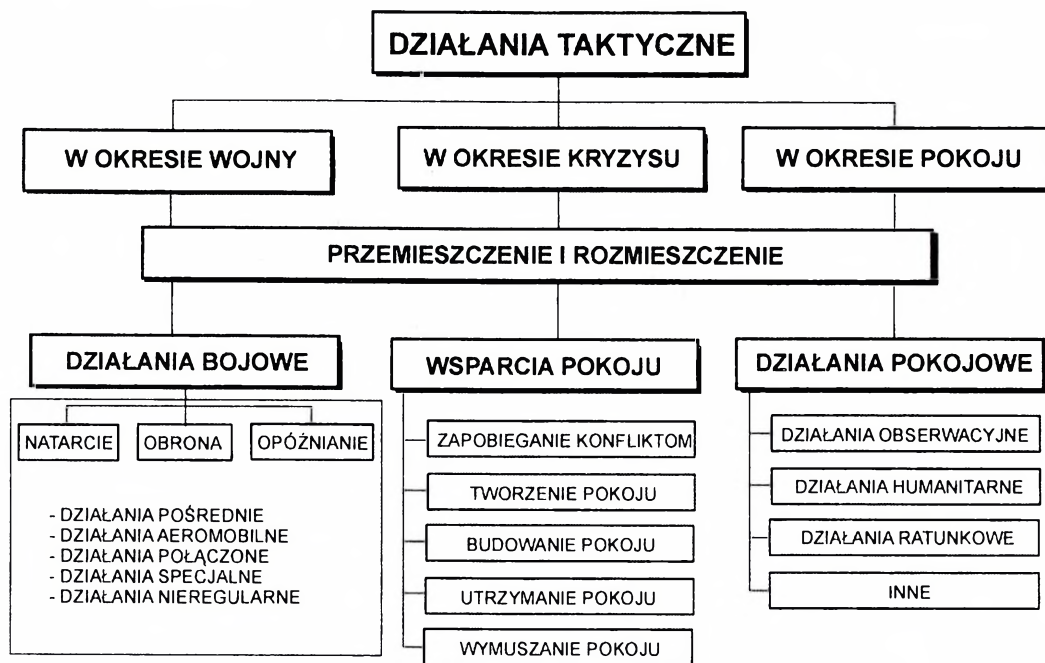 DZIAŁANIA TAKTYCZNE
W OKRESIE WOJNY
W OKRESIE KRYZYSU
W OKRESIE POKOJU
PRZEMIESZCZENIE I ROZMIESZCZENIE
DZIAŁANIA BOJOWE
WSPARCIA POKOJU
DZIAŁANIA POKOJOWE
NATARCIE
OBRONA
OPÓŹNIANIE
- DZIAŁANIA POŚREDNIE
- DZIAŁANIA AEROMOBILNE
- DZIAŁANIA POŁĄCZONE
- DZIAŁANIA SPECJALNE
- DZIAŁANIA NIEREGULARNE
ZAPOBIEGANIE KONFLIKTOM
TWORZENIE POKOJU
BUDOWANIE POKOJU
UTRZYMANIE POKOJU
WYMUSZANIE POKOJU
DZIAŁANIA OBSERWACYJNE
DZIAŁANIA HUMANITARNE
DZIAŁANIA RATUNKOWE
INNE